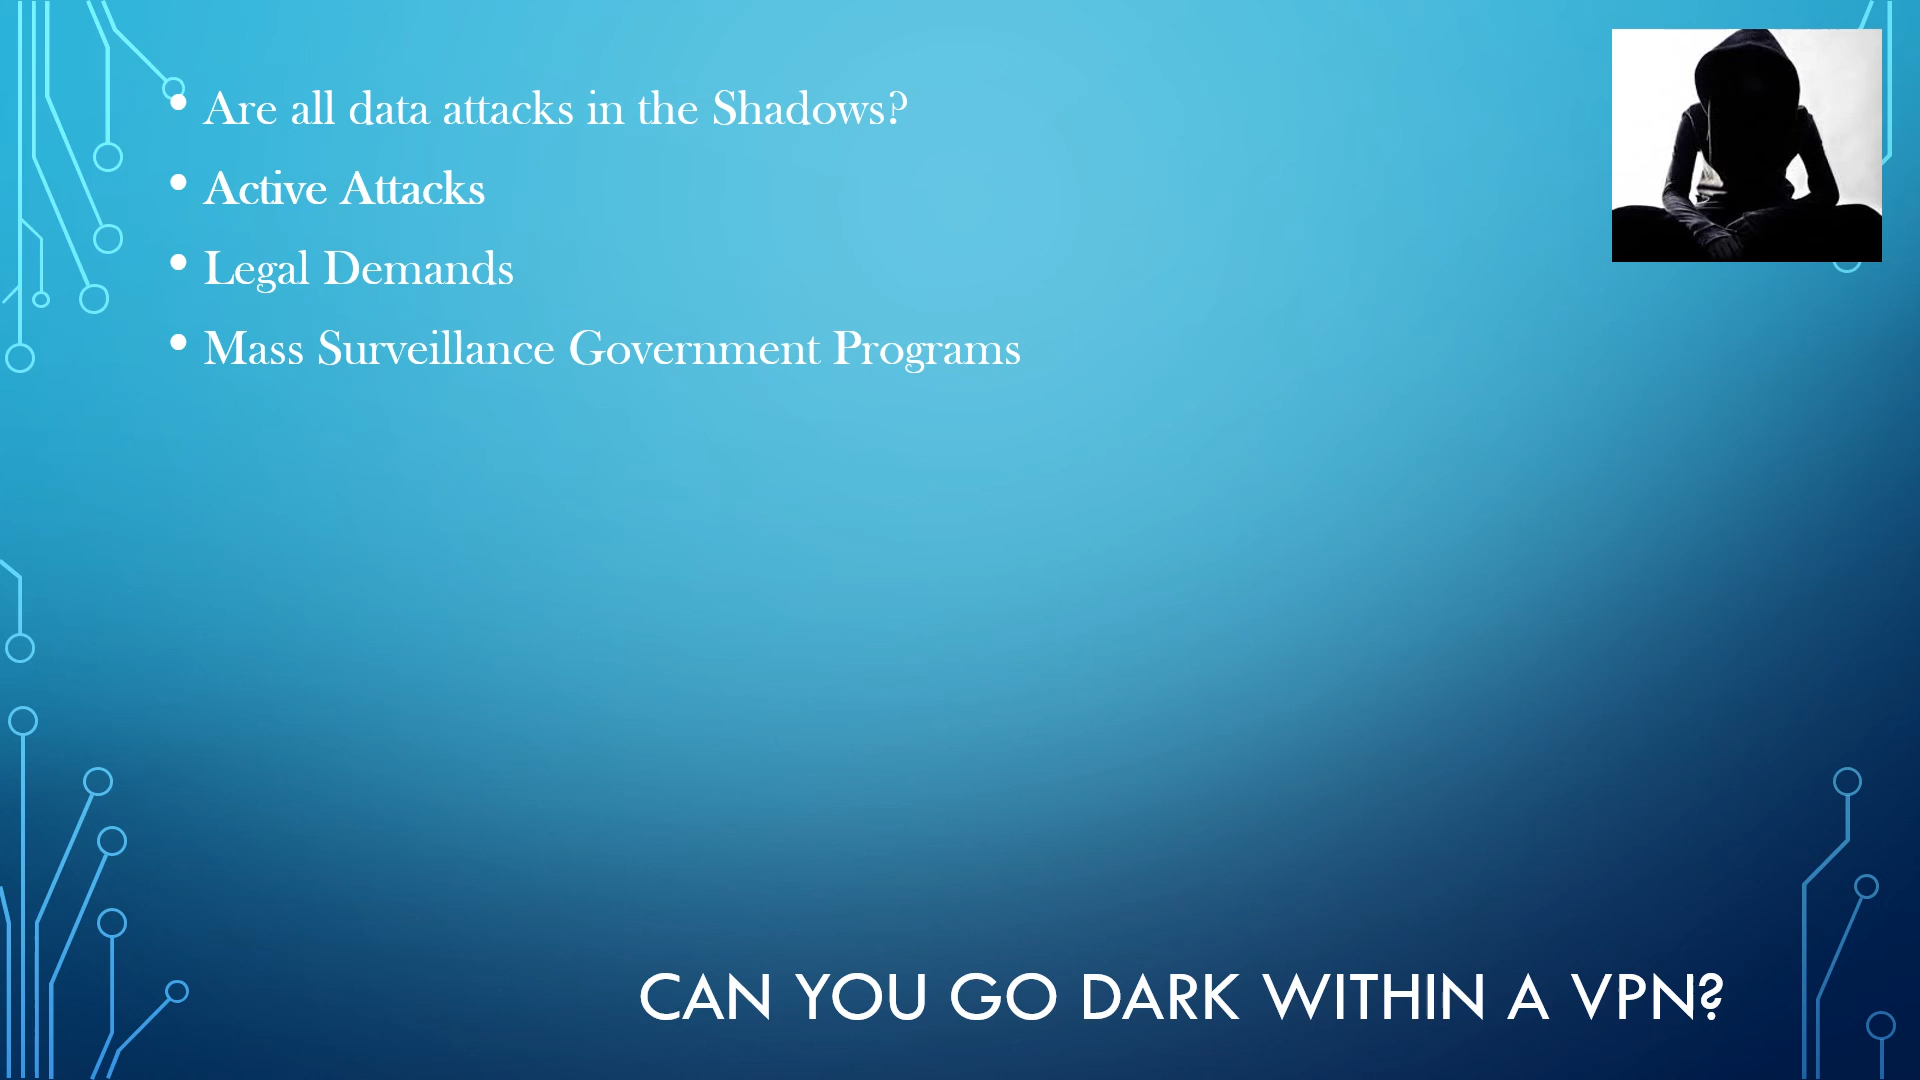 • Are all data attacks in the Shadows?
• Active Attacks
• Legal Demands
• Mass Surveillance Government Programs
CAN YOU GO DARK WITHIN A VPN?